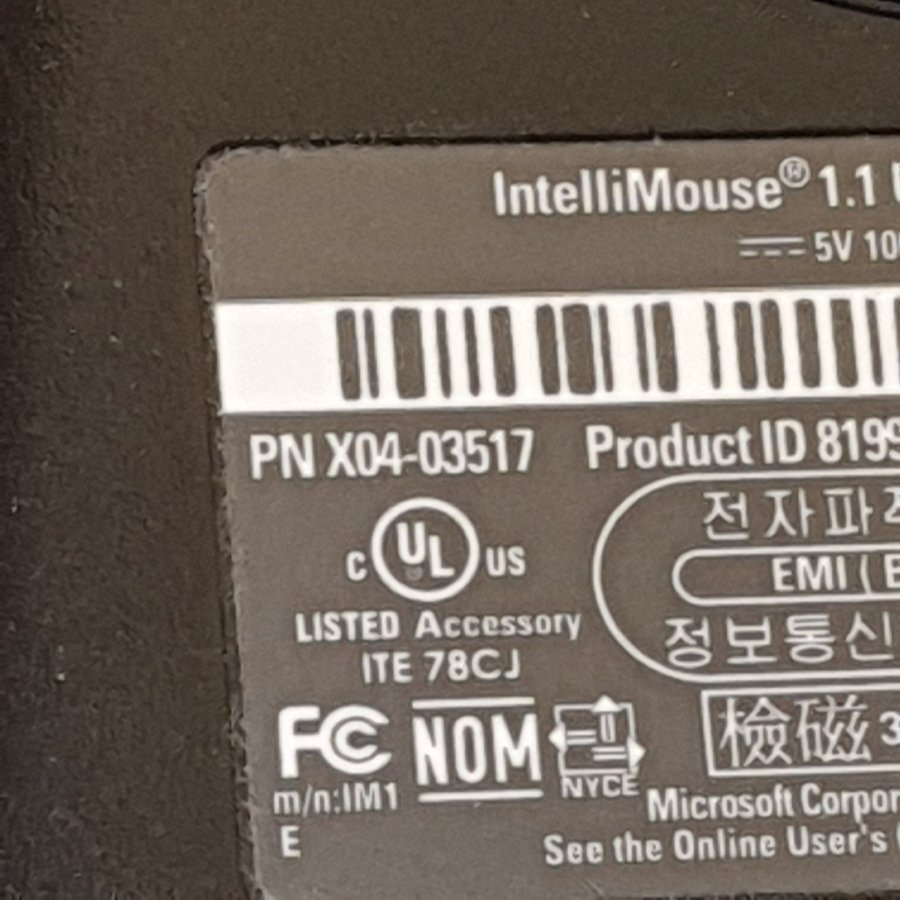 IntelliMouse® 1.1
5V
PN X04-03517 Product ID
전자파
C UL US
EMI
LISTED Accessory
정보통신
ITE 78CJ
檢磁 3
FC NOM NYCE
m/n:IM1
Microsoft
E
See the Online User's